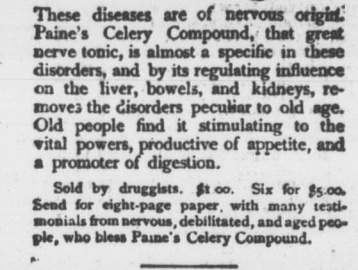 These diseases are of nervous origin.
Paine's Celery Compound, that great
nerve tonic, is almost a specific in these
disorders, and by its regulating influence
on the liver, bowels, and kidneys, re-
moves the disorders peculiar to old age.
Old people find it stimulating to the
vital powers, productive of appetite, and
a promoter of digestion.
Sold by druggists. $1 00. Six for $5.00.
Send for eight-page paper, with many testi-
monials from nervous, debilitated, and aged peo-
ple, who bless Paine's Celery Compound.